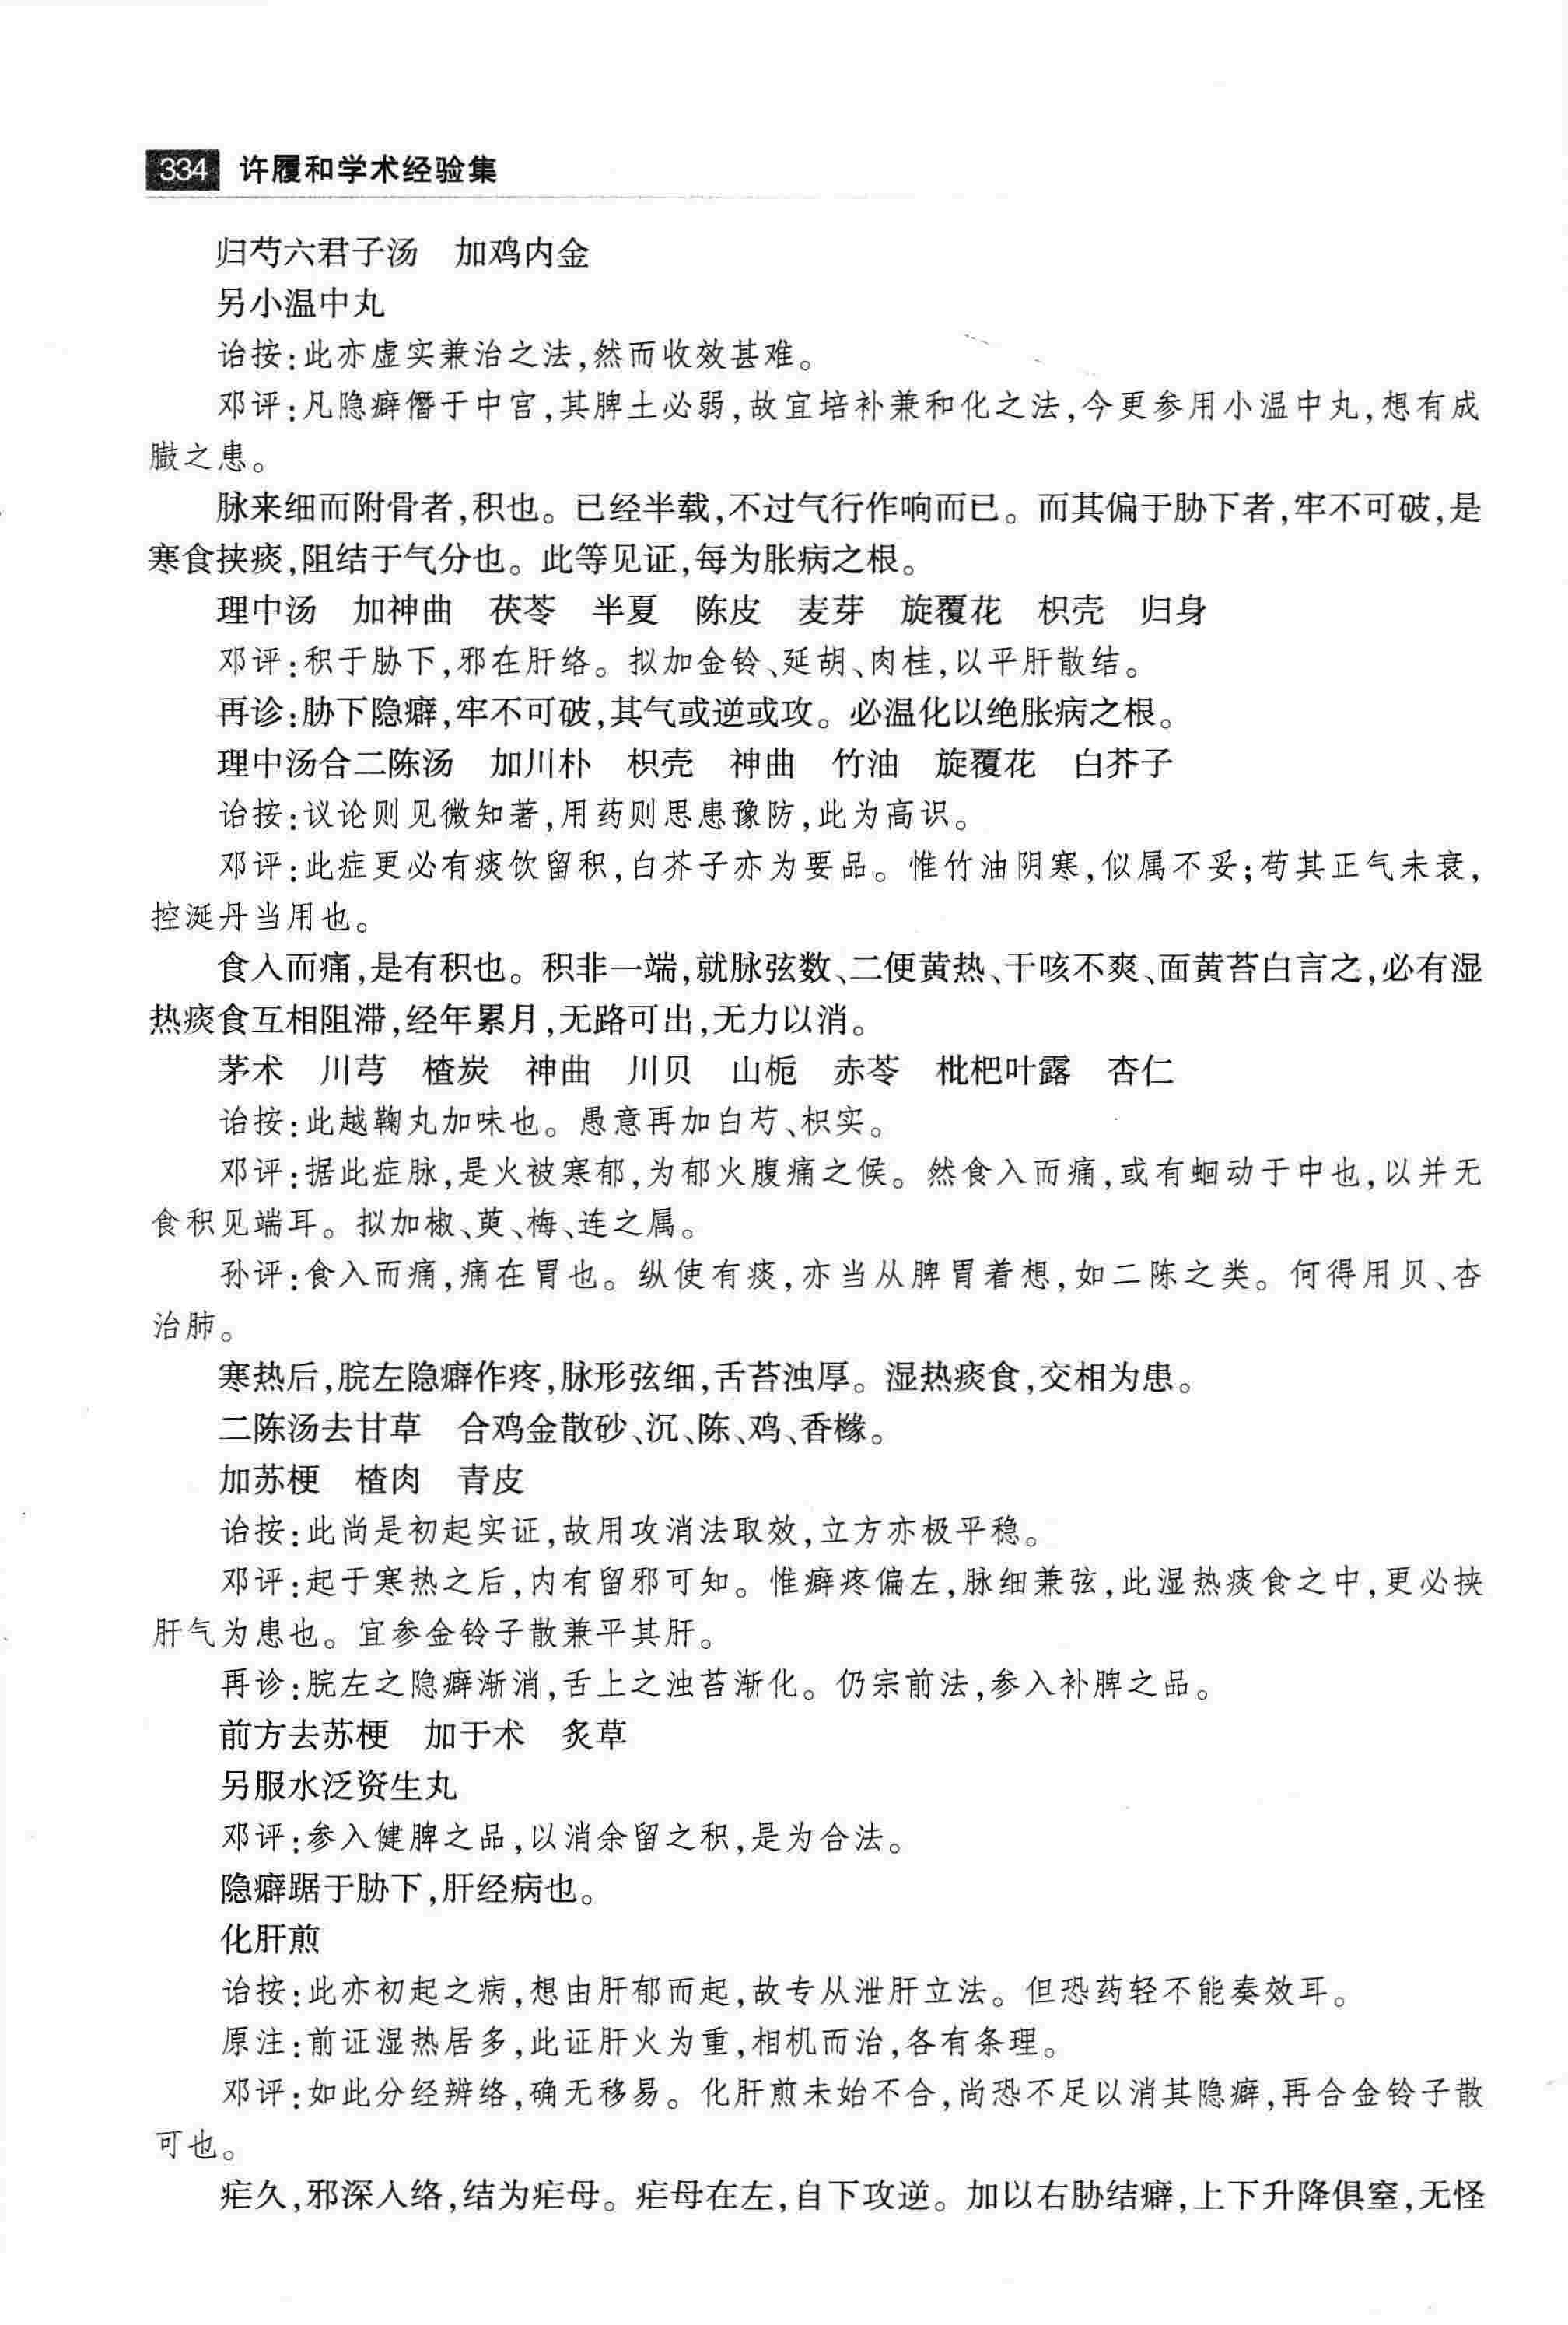 334 许履和学术经验集
归芍六君子汤 加鸡内金
另小温中丸
诒按:此亦虚实兼治之法,然而收效甚难。
邓评:凡隐癖僭于中宫,其脾土必弱,故宜培补兼和化之法,今更参用小温中丸,想有成
臌之患。
脉来细而附骨者,积也。已经半载,不过气行作响而已。而其偏于胁下者,牢不可破,是
寒食挟痰,阻结于气分也。此等见证,每为胀病之根。
理中汤 加神曲 茯苓 半夏 陈皮 麦芽 旋覆花 枳壳 归身
邓评:积于胁下,邪在肝络。拟加金铃、延胡、肉桂,以平肝散结。
再诊:胁下隐癖,牢不可破,其气或逆或攻。必温化以绝胀病之根。
理中汤合二陈汤 加川朴 枳壳 神曲 竹油 旋覆花 白芥子
诒按:议论则见微知著,用药则思患豫防,此为高识。
邓评:此症更必有痰饮留积,白芥子亦为要品。惟竹油阴寒,似属不妥;苟其正气未衰,
控涎丹当用也。
食入而痛,是有积也。积非一端,就脉弦数、二便黄热、干咳不爽、面黄苔白言之,必有湿
热痰食互相阻滞,经年累月,无路可出,无力以消。
茅术 川芎 楂炭 神曲 川贝 山栀 赤苓 枇杷叶露 杏仁
诒按:此越鞠丸加味也。愚意再加白芍、枳实。
邓评:据此症脉,是火被寒郁,为郁火腹痛之候。然食入而痛,或有蛔动于中也,以并无
食积见端耳。拟加椒、萸、梅、连之属。
孙评:食入而痛,痛在胃也。纵使有痰,亦当从脾胃着想,如二陈之类。何得用贝、杏
治肺。
寒热后,脘左隐癖作疼,脉形弦细,舌苔浊厚。湿热痰食,交相为患。
二陈汤去甘草 合鸡金散砂、沉、陈、鸡、香橼。
加苏梗 楂肉 青皮
诒按:此尚是初起实证,故用攻消法取效,立方亦极平稳。
邓评:起于寒热之后,内有留邪可知。惟癖疼偏左,脉细兼弦,此湿热痰食之中,更必挟
肝气为患也。宜参金铃子散兼平其肝。
再诊:脘左之隐癖渐消,舌上之浊苔渐化。仍宗前法,参入补脾之品。
前方去苏梗 加于术 炙草
另服水泛资生丸
邓评:参入健脾之品,以消余留之积,是为合法。
隐癖踞于胁下,肝经病也。
化肝煎
诒按:此亦初起之病,想由肝郁而起,故专从泄肝立法。但恐药轻不能奏效耳。
原注:前证湿热居多,此证肝火为重,相机而治,各有条理。
邓评:如此分经辨络,确无移易。化肝煎未始不合,尚恐不足以消其隐癖,再合金铃子散
可也。
疟久,邪深入络,结为疟母。疟母在左,自下攻逆。加以右胁结癖,上下升降俱窒,无怪